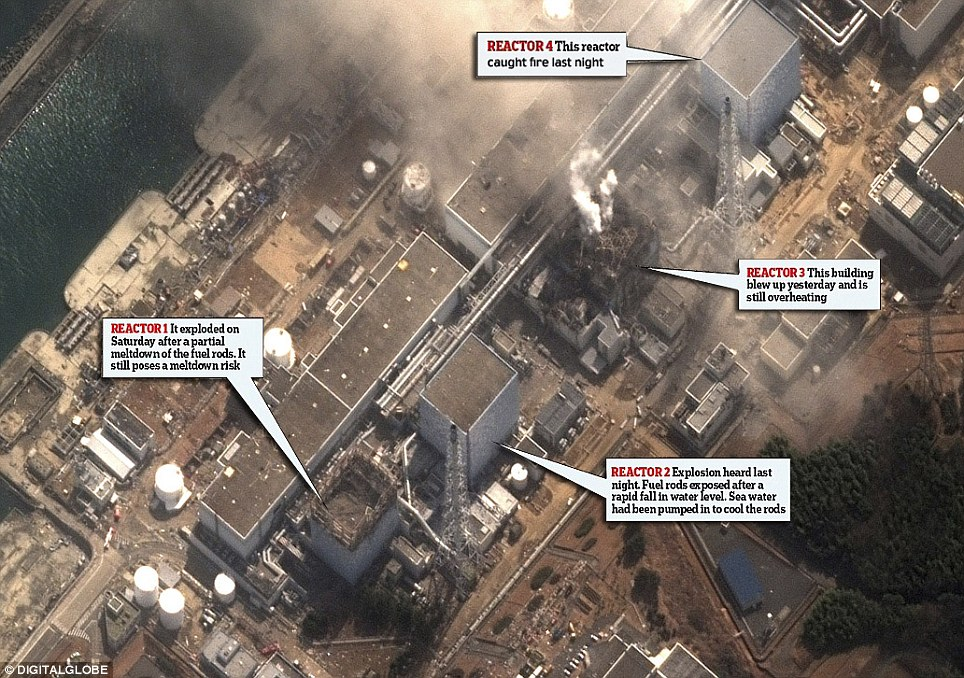 REACTOR 4 This reactor
caught fire last night
REACTOR 3 This building
blew up yesterday and is
still overheating
REACTOR 1 It exploded on
Saturday after a partial
meltdown of the fuel rods. It
still poses a meltdown risk
REACTOR 2 Explosion heard last
night. Fuel rods exposed after a
rapid fall in water level. Sea water
had been pumped in to cool the rods
© DIGITALGLOBE